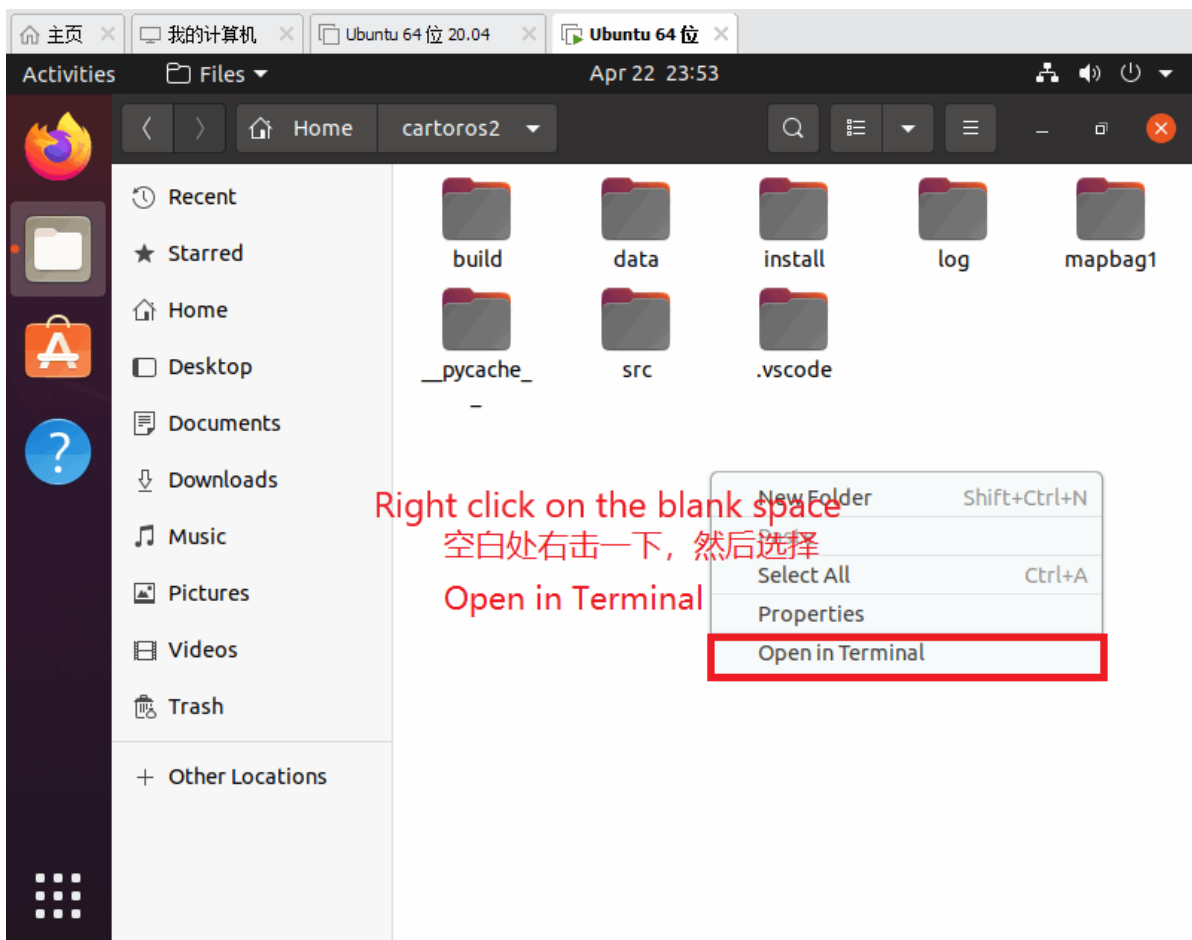 主页
我的计算机
Ubuntu 64 位 20.04
Ubuntu 64 位
Activities
Files
Apr 22 23:53
Home
cartoros2
Recent
Starred
Home
Desktop
Documents
Downloads
Music
Pictures
Videos
Trash
Other Locations
build
data
install
log
mapbag1
__pycache_
_
src
.vscode
Right click on the blank space
空白处右击一下，然后选择
Open in Terminal
New Folder Shift+Ctrl+N
Paste
Select All Ctrl+A
Properties
Open in Terminal